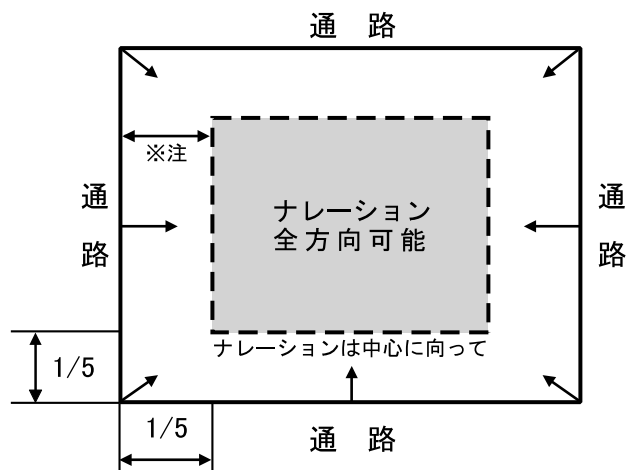 通路
※注
通路
ナレーション
全方向可能
通路
ナレーションは中心に向って
1/5
1/5
通路